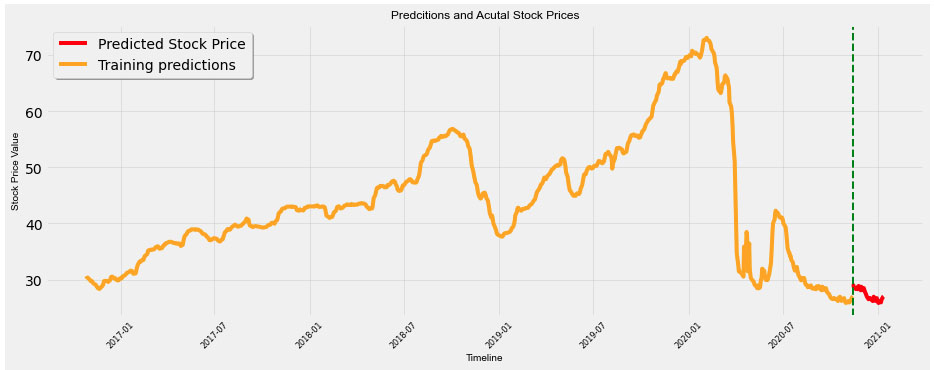 Predcitions and Acutal Stock Prices
Predicted Stock Price
Training predictions
70
60
50
40
30
Stock Price Value
2017-01
2017-07
2018-01
2018-07
2019-01
2019-07
2020-01
2020-07
2021-01
Timeline